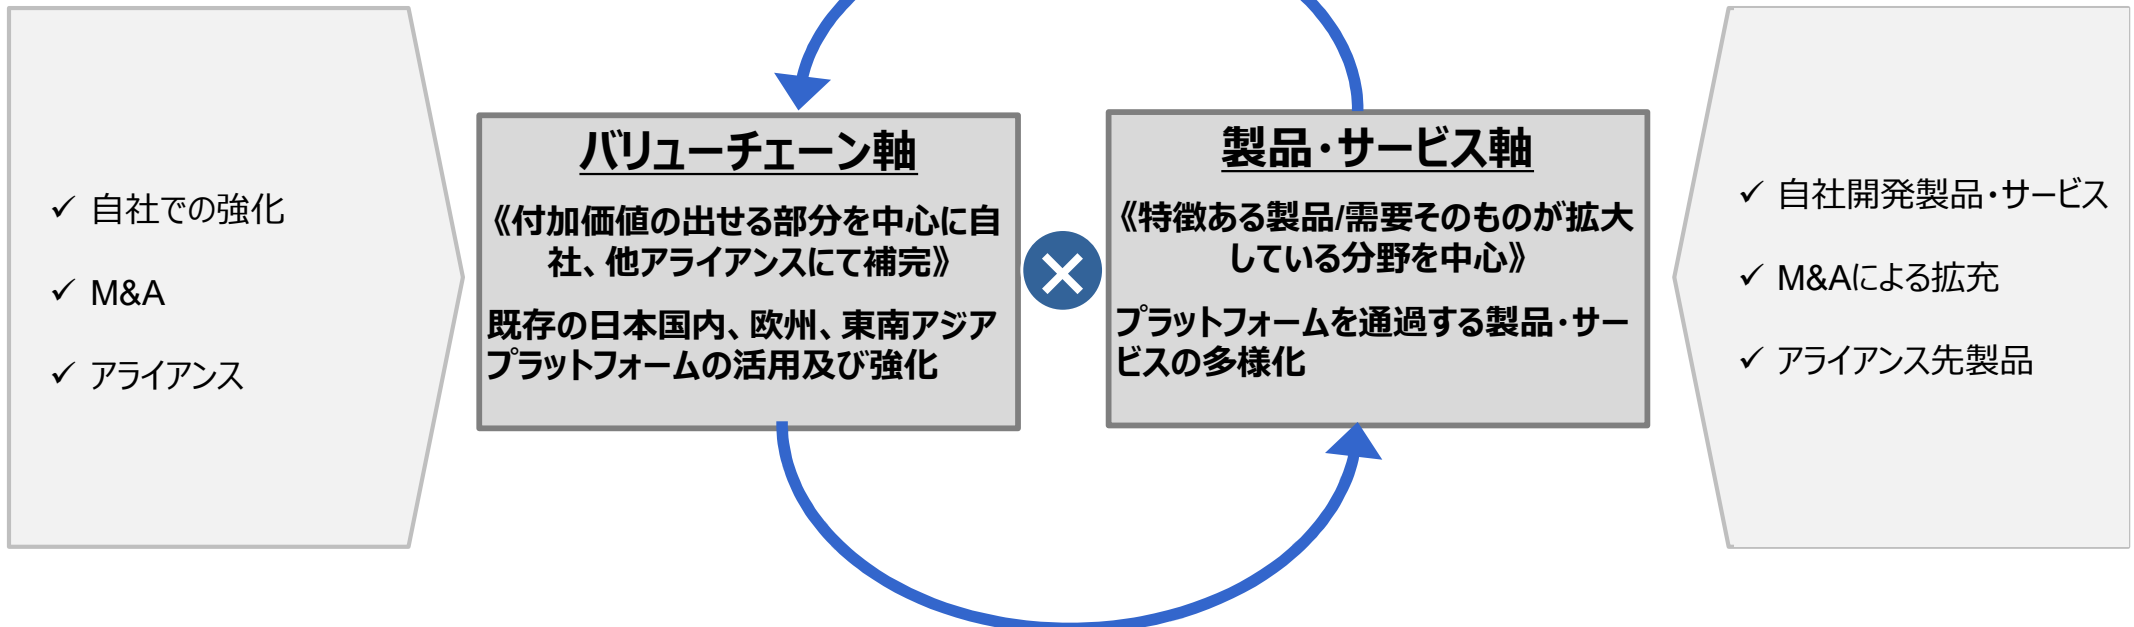 自社での強化
M&A
アライアンス
バリューチェーン軸
《付加価値の出せる部分を中心に自
社、他アライアンスにて補完》
既存の日本国内、欧州、東南アジア
プラットフォームの活用及び強化
×
製品・サービス軸
《特徴ある製品/需要そのものが拡大
している分野を中心》
プラットフォームを通過する製品・サー
ビスの多様化
自社開発製品・サービス
M&Aによる拡充
アライアンス先製品